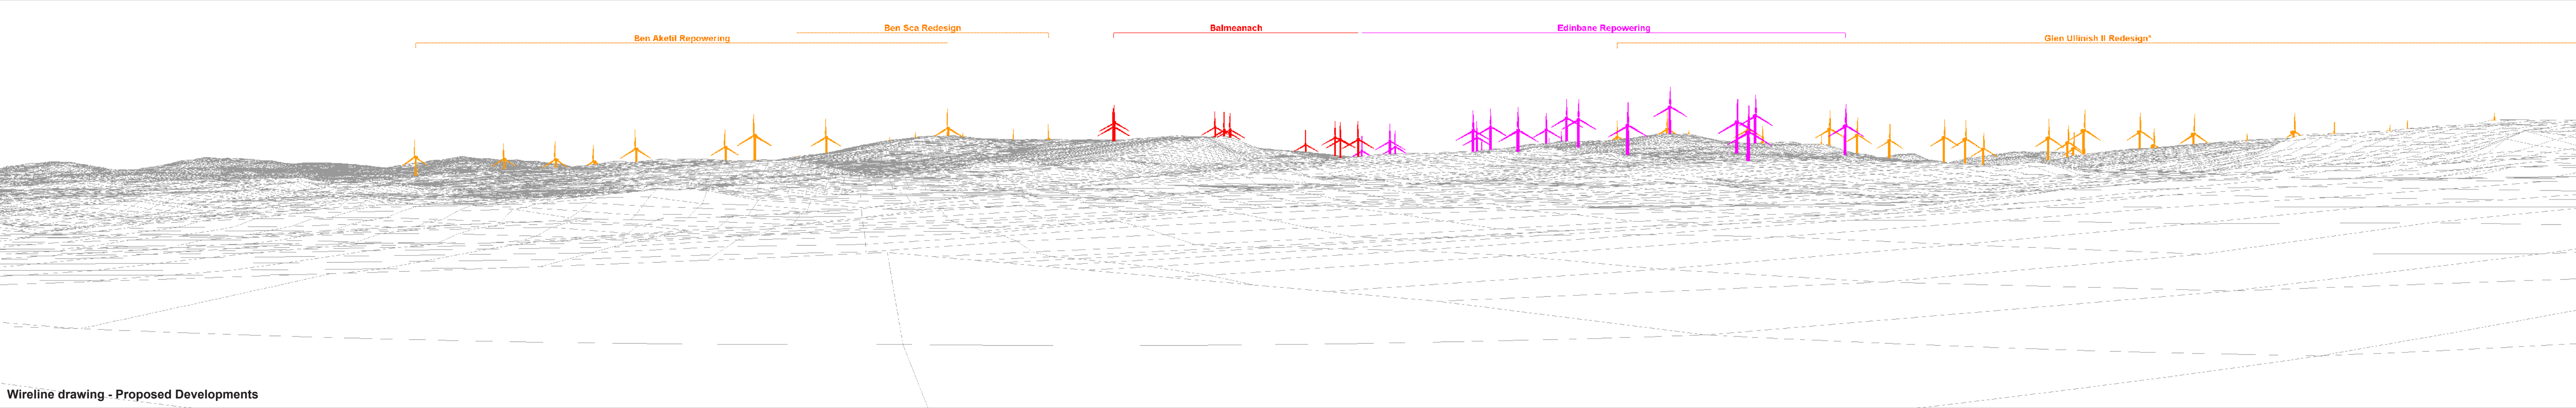 Ben Sca Redesign
Balmeanach
Edinbane Repowering
Ben Aketil Repowering
Glen Ullinish II Redesign*
Wireline drawing - Proposed Developments